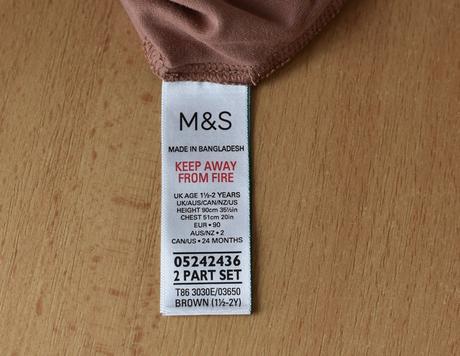 M&S
MADE IN BANGLADESH
KEEP AWAY
FROM FIRE
UK AGE 1½-2 YEARS
UK/AUS/CAN/NZ/US
HEIGHT 90cm 35½in
CHEST 51cm 20in
EUR • 90
AUS/NZ • 2
CAN/US • 24 MONTHS
05242436
2 PART SET
T86 3030E/03650
BROWN (1½-2Y)